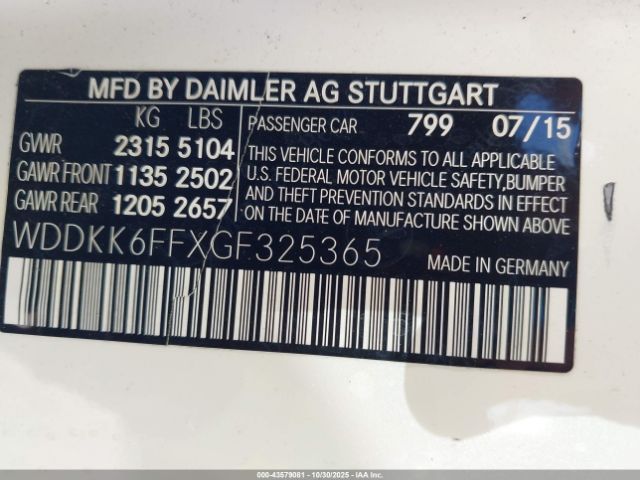 MFD BY DAIMLER AG STUTTGART
KG LBS
GWR 2315 5104
GAWR FRONT 1135 2502
GAWR REAR 1205 2657
PASSENGER CAR 799 07/15
THIS VEHICLE CONFORMS TO ALL APPLICABLE
U.S. FEDERAL MOTOR VEHICLE SAFETY,BUMPER
AND THEFT PREVENTION STANDARDS IN EFFECT
ON THE DATE OF MANUFACTURE SHOWN ABOVE
WDDKK6FFXGF325365
MADE IN GERMANY
000-43579081 - 10/30/2025 - © IAA, Inc.